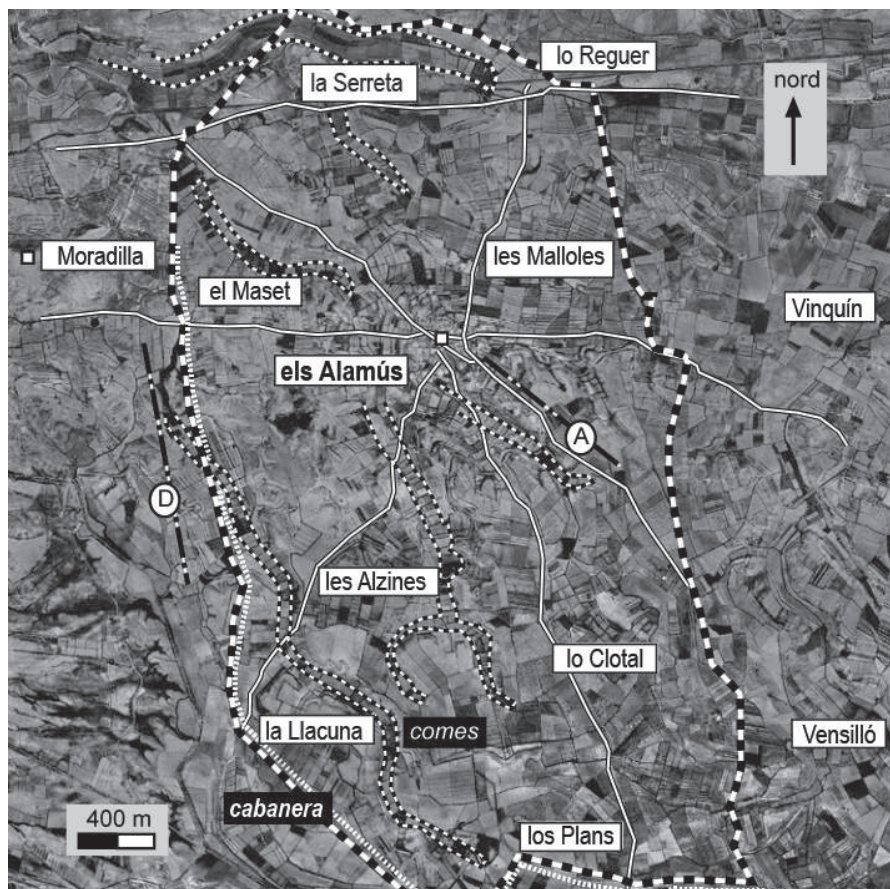 lo Reguer
la Serreta
nord
Moradilla
les Malloles
el Maset
Vinquín
els Alamús
A
D
les Alzines
lo Clotal
la Llacuna
comes
Vensilló
cabanera
400 m
los Plans